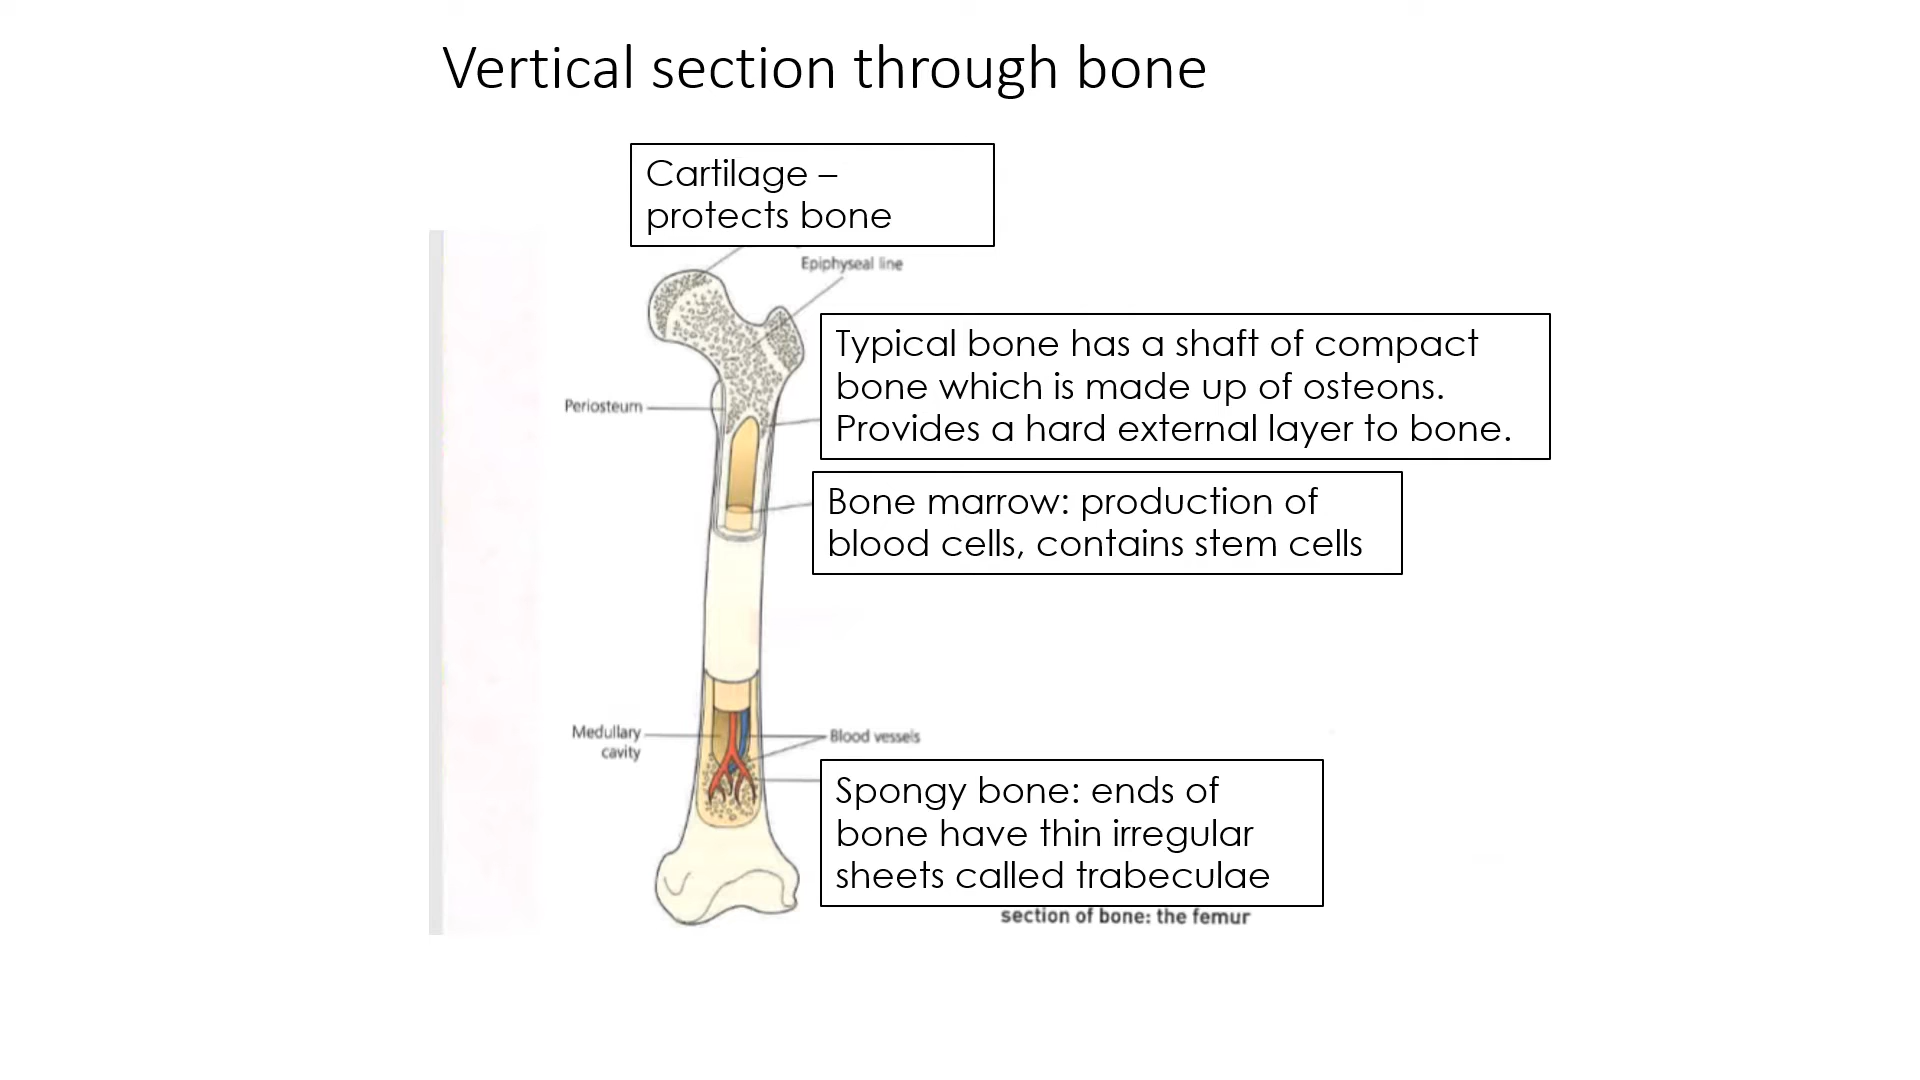 Vertical section through bone
Cartilage –
protects bone
Epiphyseal line
Typical bone has a shaft of compact
bone which is made up of osteons.
Provides a hard external layer to bone.
Periosteum
Bone marrow: production of
blood cells, contains stem cells
Medullary
cavity
Blood vessels
Spongy bone: ends of
bone have thin irregular
sheets called trabeculae
section of bone: the femur